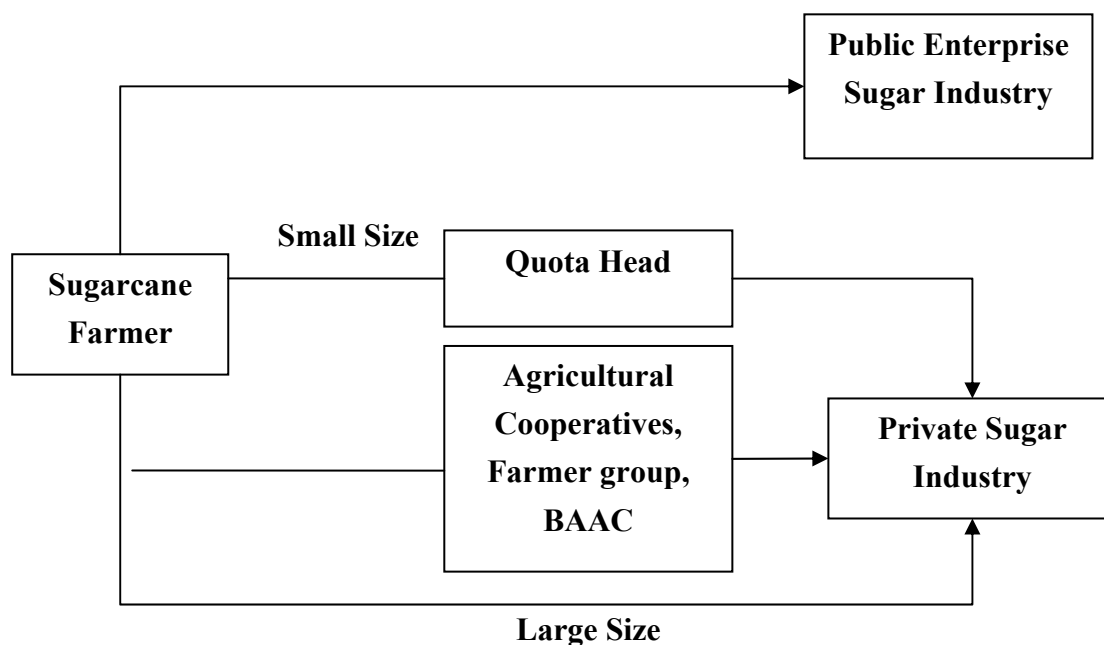 Public Enterprise
Sugar Industry
Small Size
Quota Head
Sugarcane
Farmer
Agricultural
Cooperatives,
Farmer group,
BAAC
Private Sugar
Industry
Large Size